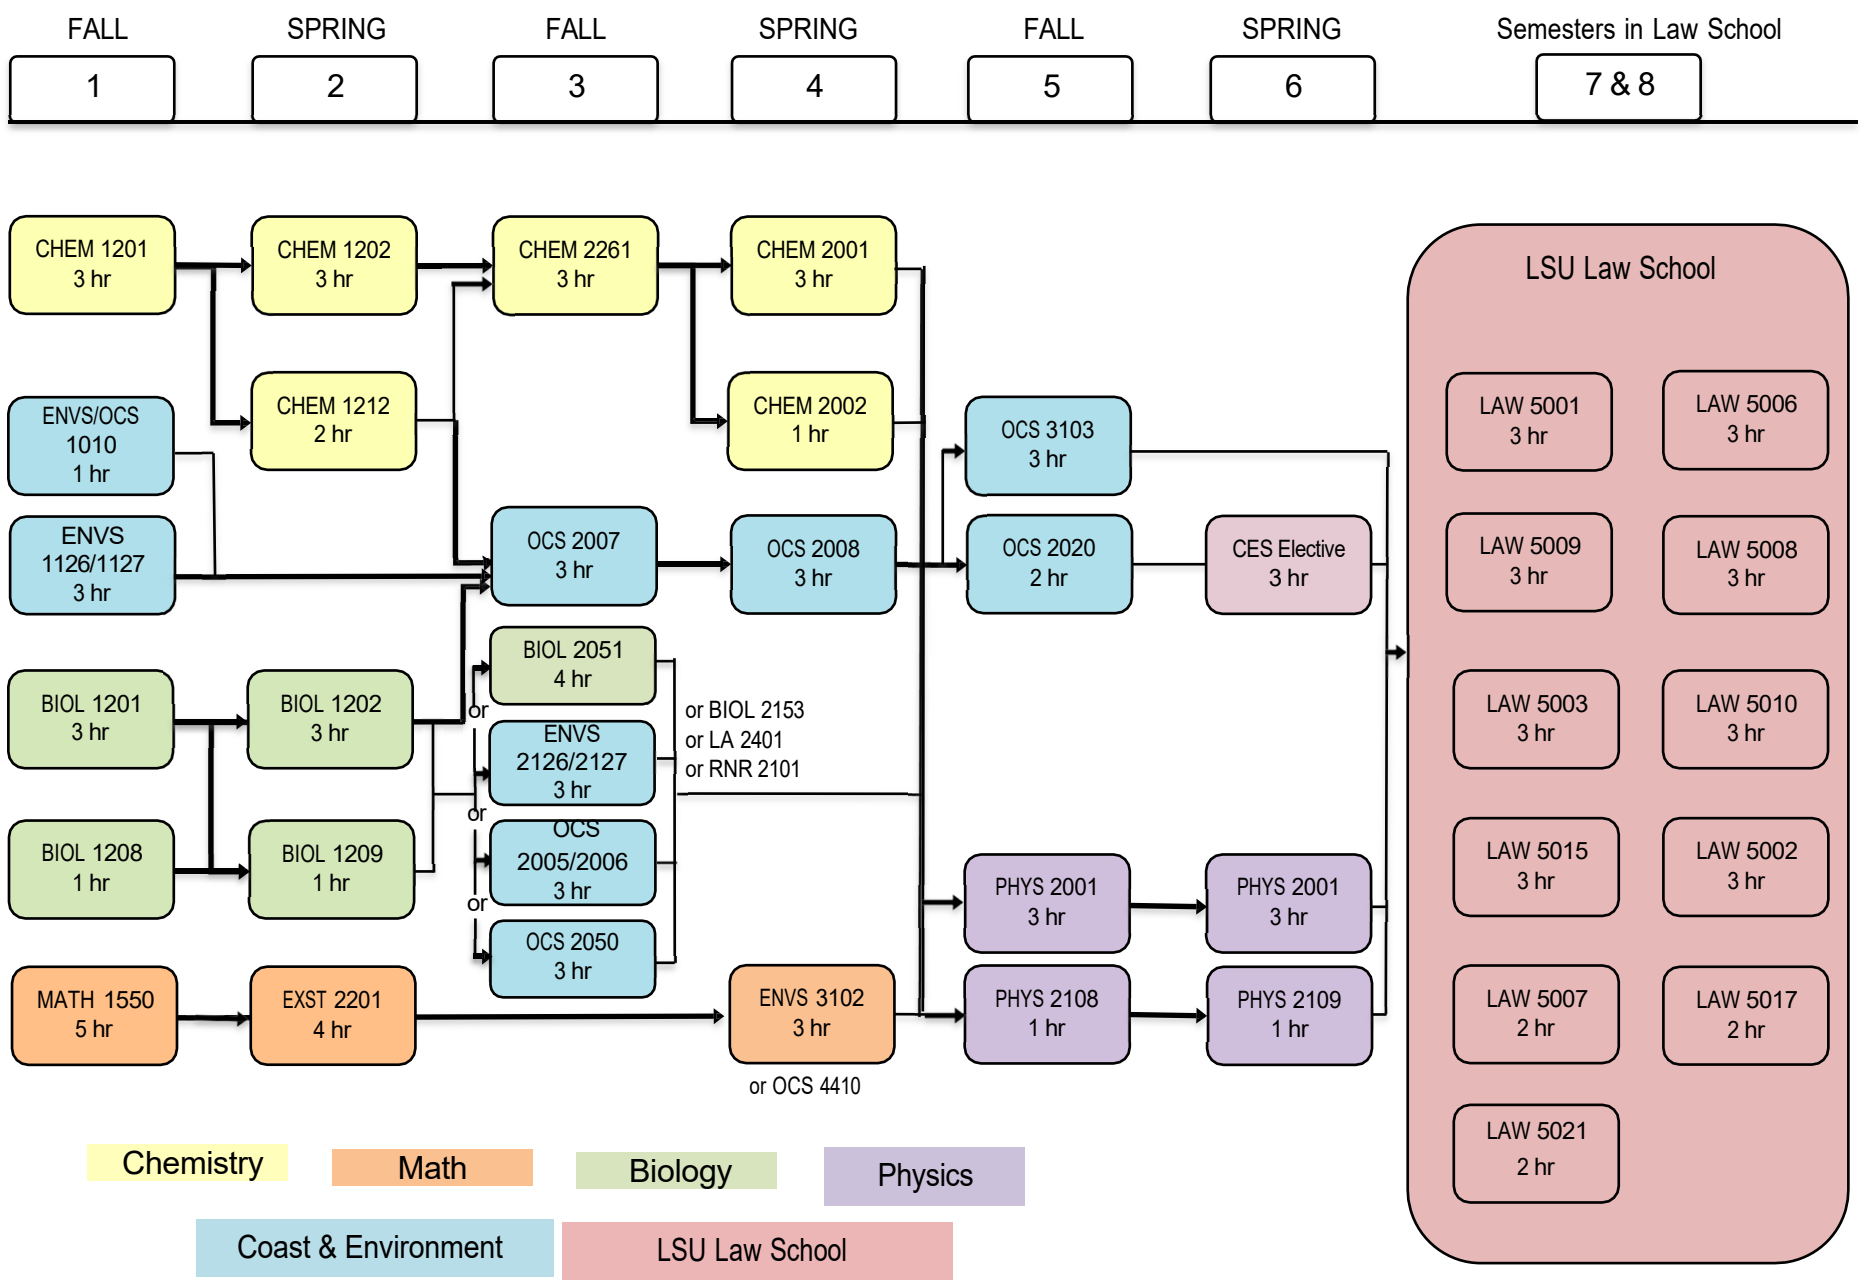 FALL
SPRING
FALL
SPRING
FALL
SPRING
Semesters in Law School
1
2
3
4
5
6
7 & 8
CHEM 1201
3 hr
ENVS/OCS
1010
1 hr
ENVS
1126/1127
3 hr
BIOL 1201
3 hr
BIOL 1208
1 hr
MATH 1550
5 hr
CHEM 1202
3 hr
CHEM 1212
2 hr
BIOL 1202
3 hr
BIOL 1209
1 hr
EXST 2201
4 hr
CHEM 2261
3 hr
OCS 2007
3 hr
BIOL 2051
4 hr
or
ENVS
2126/2127
3 hr
or
OCS
2005/2006
3 hr
or
OCS 2050
3 hr
or BIOL 2153
or LA 2401
or RNR 2101
CHEM 2001
3 hr
CHEM 2002
1 hr
OCS 2008
3 hr
ENVS 3102
3 hr
or OCS 4410
OCS 3103
3 hr
OCS 2020
2 hr
PHYS 2001
3 hr
PHYS 2108
1 hr
CES Elective
3 hr
PHYS 2001
3 hr
PHYS 2109
1 hr
LSU Law School
LAW 5001
3 hr
LAW 5006
3 hr
LAW 5009
3 hr
LAW 5008
3 hr
LAW 5003
3 hr
LAW 5010
3 hr
LAW 5015
3 hr
LAW 5002
3 hr
LAW 5007
2 hr
LAW 5017
2 hr
LAW 5021
2 hr
Chemistry
Math
Biology
Physics
Coast & Environment
LSU Law School